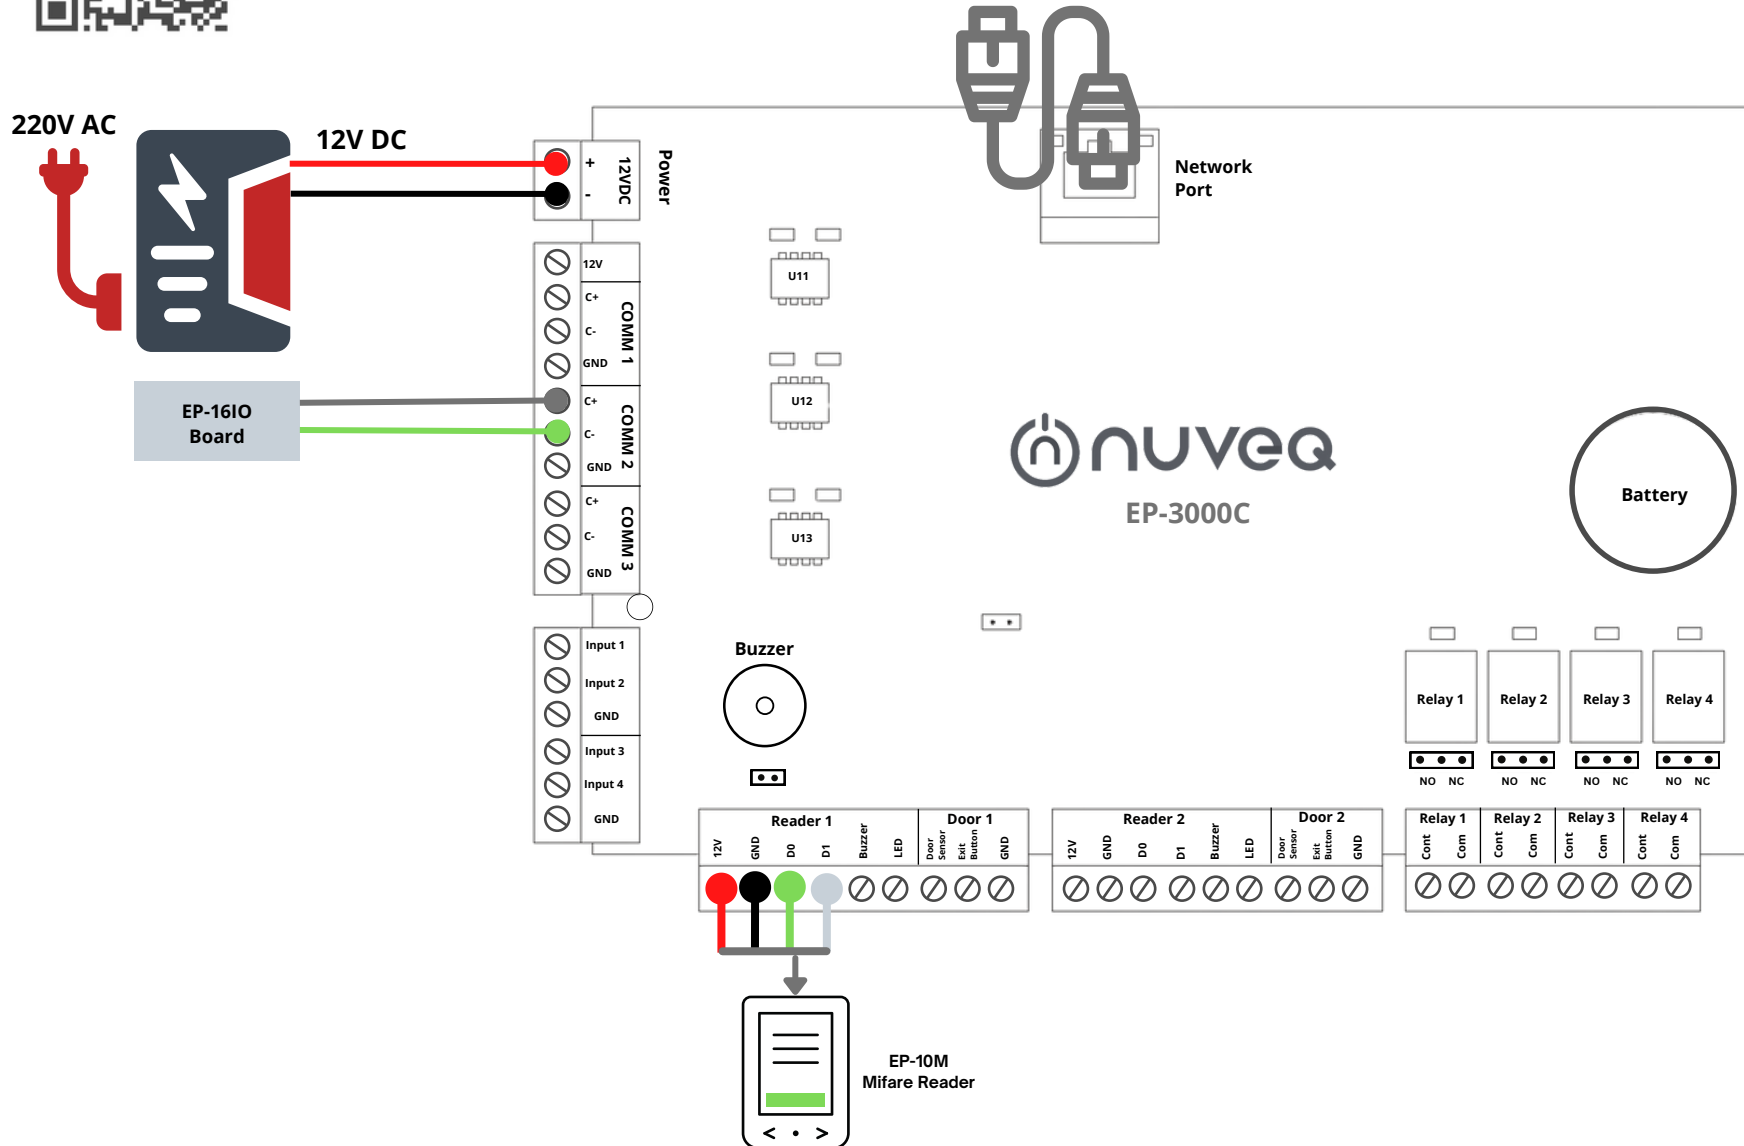 220V AC
12V DC
+
-
12VDC
Power
Network
Port
12V
C+
C-
GND
COMM 1
C+
C-
GND
COMM 2
C+
C-
GND
COMM 3
EP-16IO
Board
U11
U12
U13
nuveq
EP-3000C
Battery
Input 1
Input 2
GND
Input 3
Input 4
GND
Buzzer
Relay 1
Relay 2
Relay 3
Relay 4
NO NC
NO NC
NO NC
NO NC
Reader 1
12V
GND
D0
D1
Buzzer
LED
Door 1
Door
Sensor
Exit
Button
GND
Reader 2
12V
GND
D0
D1
Buzzer
LED
Door 2
Door
Sensor
Exit
Button
GND
Relay 1
Cont
Com
Relay 2
Cont
Com
Relay 3
Cont
Com
Relay 4
Cont
Com
EP-10M
Mifare Reader